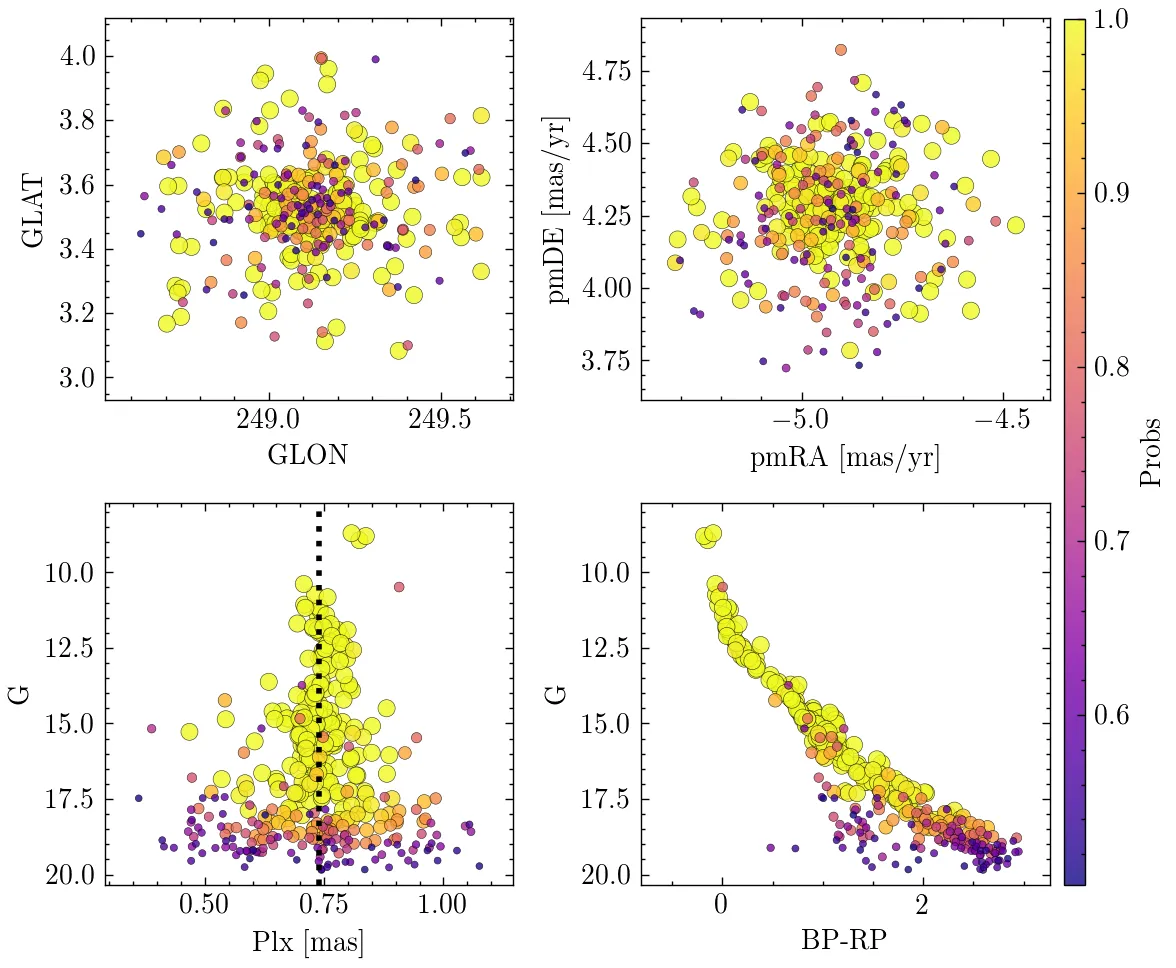 4.0
3.8
3.6
3.4
3.2
3.0
GLAT
249.0 249.5
GLON
4.75
4.50
4.25
4.00
3.75
pmDE [mas/yr]
−5.0 −4.5
pmRA [mas/yr]
10.0
12.5
15.0
17.5
20.0
G
0.50 0.75 1.00
Plx [mas]
10.0
12.5
15.0
17.5
20.0
G
0 2
BP-RP
1.0
0.9
0.8
0.7
0.6
Probs